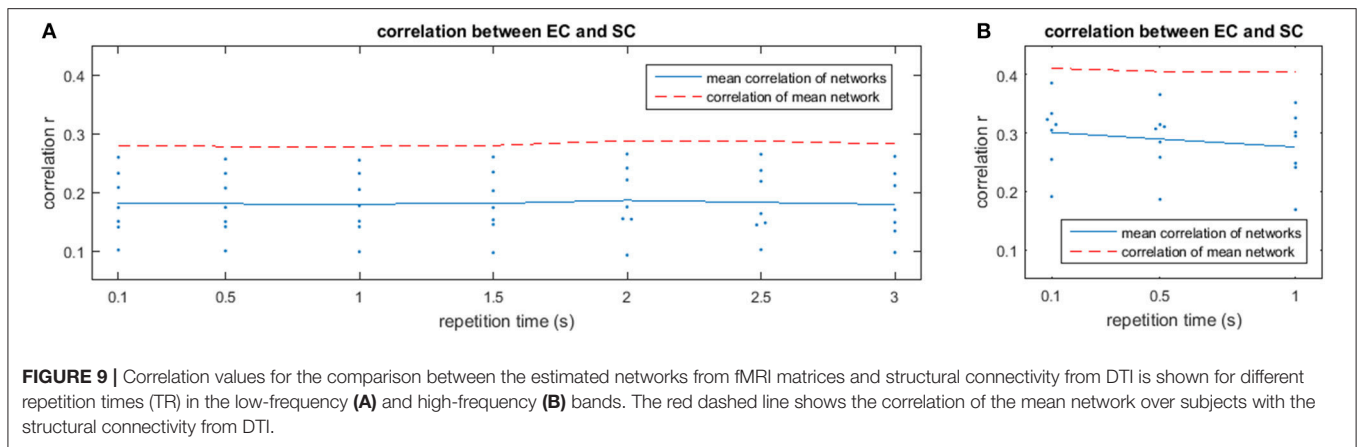 A
correlation between EC and SC
0.4
0.3
0.2
0.1
correlation r
mean correlation of networks
correlation of mean network
0.1 0.5 1 1.5 2 2.5 3
repetition time (s)
B
correlation between EC and SC
0.4
0.3
0.2
0.1
mean correlation of networks
correlation of mean network
0.1 0.5 1
repetition time (s)
FIGURE 9 | Correlation values for the comparison between the estimated networks from fMRI matrices and structural connectivity from DTI is shown for different
repetition times (TR) in the low-frequency (A) and high-frequency (B) bands. The red dashed line shows the correlation of the mean network over subjects with the
structural connectivity from DTI.